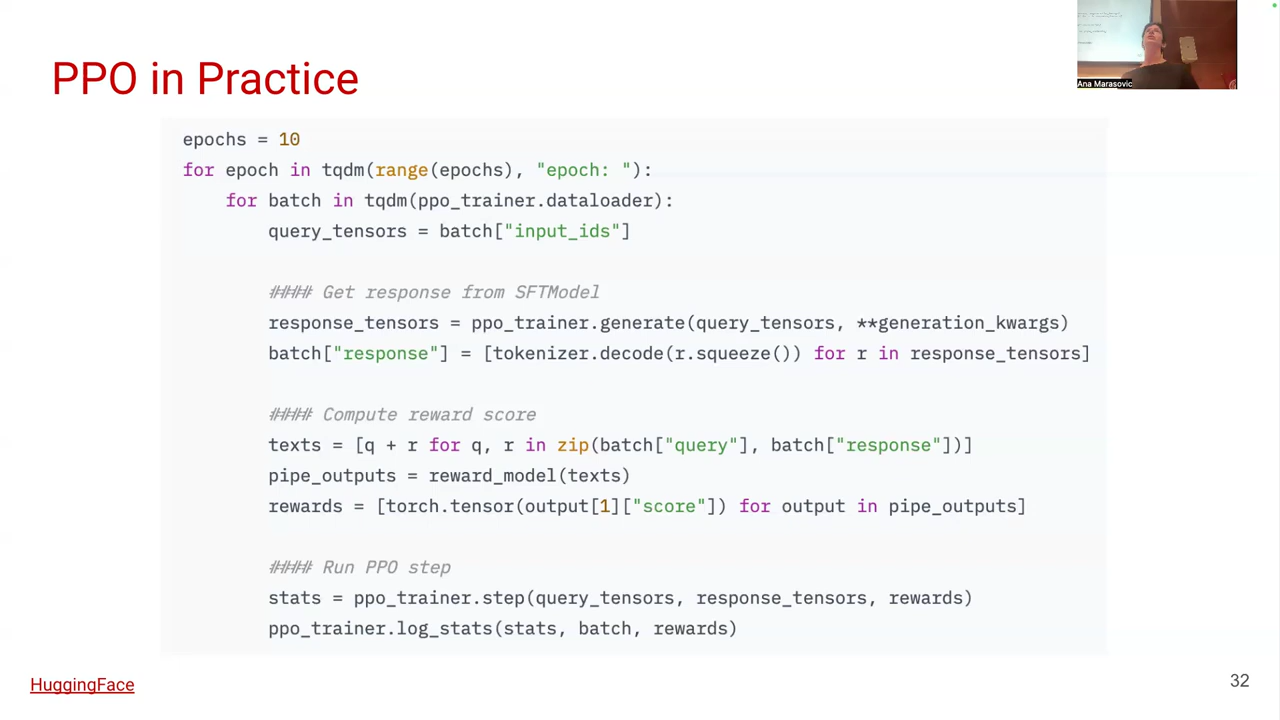 PPO in Practice
Ana Marasovic
epochs = 10
for epoch in tqdm(range(epochs), "epoch: "):
    for batch in tqdm(ppo_trainer.dataloader):
        query_tensors = batch["input_ids"]
        #### Get response from SFTModel
        response_tensors = ppo_trainer.generate(query_tensors, **generation_kwargs)
        batch["response"] = [tokenizer.decode(r.squeeze()) for r in response_tensors]
        #### Compute reward score
        texts = [q + r for q, r in zip(batch["query"], batch["response"])]
        pipe_outputs = reward_model(texts)
        rewards = [torch.tensor(output[1]["score"]) for output in pipe_outputs]
        #### Run PPO step
        stats = ppo_trainer.step(query_tensors, response_tensors, rewards)
        ppo_trainer.log_stats(stats, batch, rewards)
HuggingFace
32